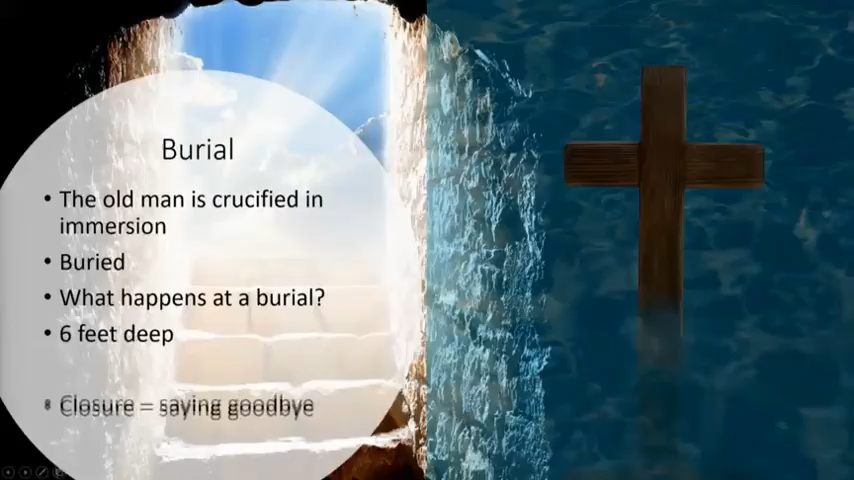 Burial
• The old man is crucified in
immersion
• Buried
• What happens at a burial?
• 6 feet deep
• Closure = saying goodbye